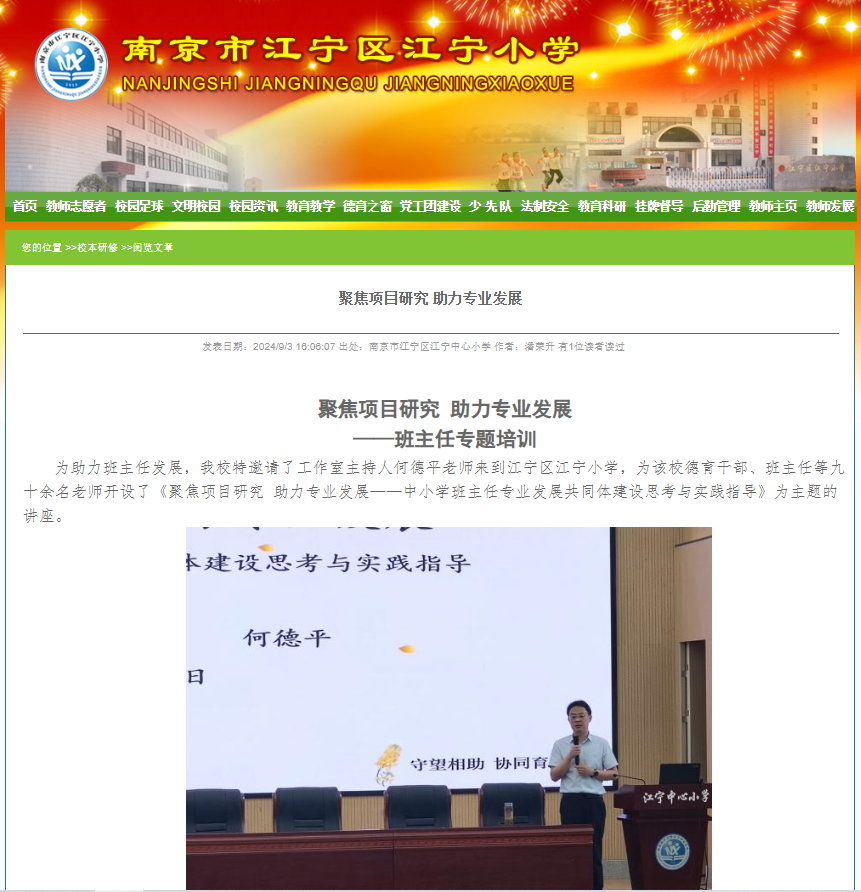 南京市江宁区江宁小学
NANJINGSHI JIANGNINGQU JIANGNINGXIAOXUE
首页 教师志愿者 校园足球 文明校园 校园资讯 教育教学 德育之窗 党工团建设 少 先 队 法制安全 教育科研 挂牌督导 后勤管理 教师主页 教师发展
您的位置 >>校本研修 >>阅览文章
聚焦项目研究 助力专业发展
发表日期：2024/9/3 16:06:07 出处：南京市江宁区江宁中心小学 作者：潘荣升 有1位读者读过
聚焦项目研究 助力专业发展
——班主任专题培训
为助力班主任发展，我校特邀请了工作室主持人何德平老师来到江宁区江宁小学，为该校德育干部、班主任等九
十余名老师开设了《聚焦项目研究 助力专业发展——中小学班主任专业发展共同体建设思考与实践指导》为主题的
讲座。
体建设思考与实践指导
何德平
日
守望相助 协同育
江宁中心小学